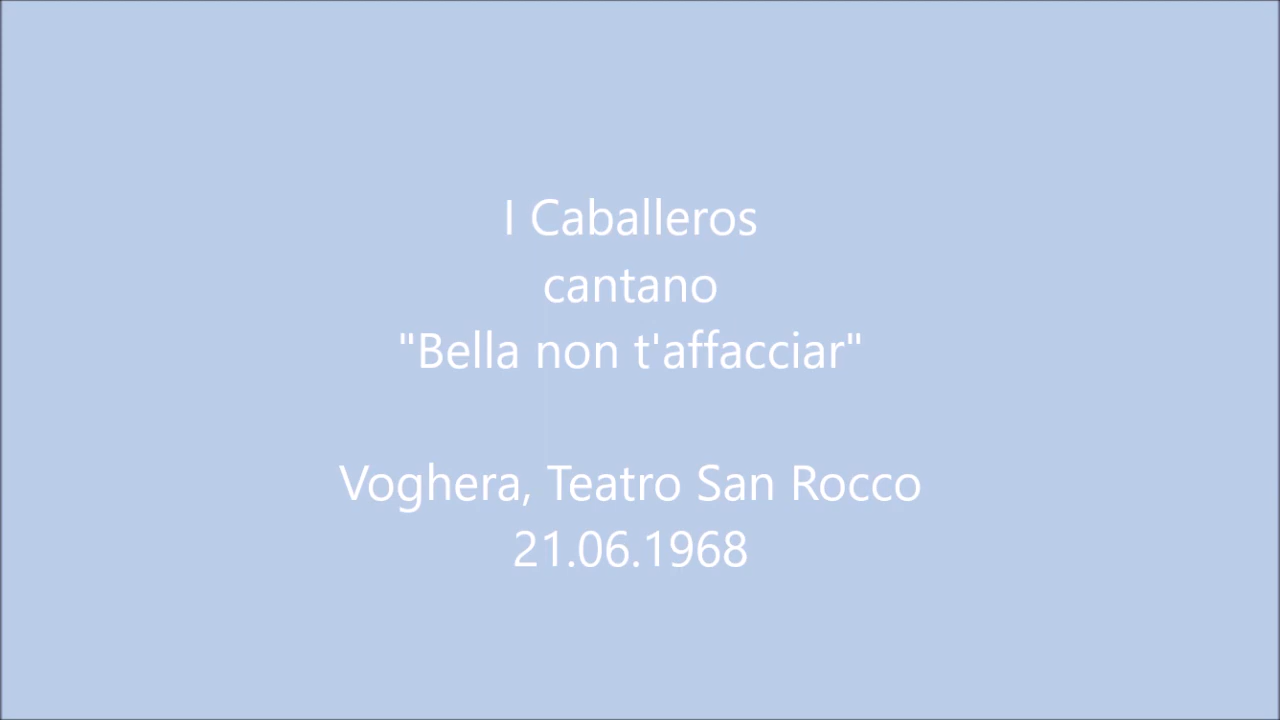 I Caballeros
cantano
"Bella non t'affacciar"
Voghera, Teatro San Rocco
21.06.1968